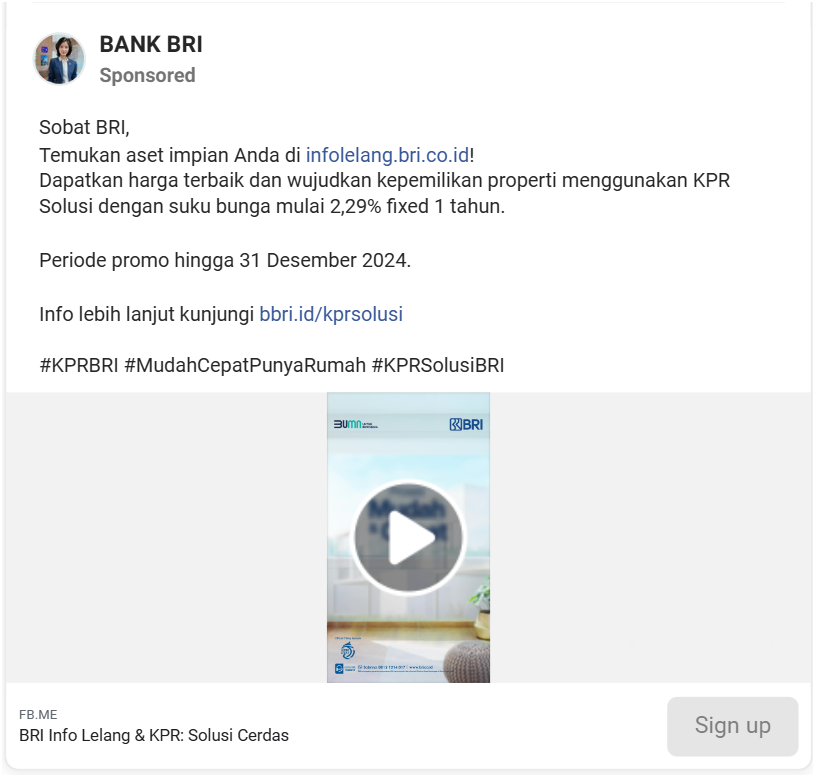 BANK BRI
Sponsored
Sobat BRI,
Temukan aset impian Anda di infolelang.bri.co.id!
Dapatkan harga terbaik dan wujudkan kepemilikan properti menggunakan KPR
Solusi dengan suku bunga mulai 2,29% fixed 1 tahun.
Periode promo hingga 31 Desember 2024.
Info lebih lanjut kunjungi bbri.id/kprsolusi
#KPRBRI #MudahCepatPunyaRumah #KPRSolusiBRI
BUMN
BRI
Mudah
FB.ME
BRI Info Lelang & KPR: Solusi Cerdas
Sign up